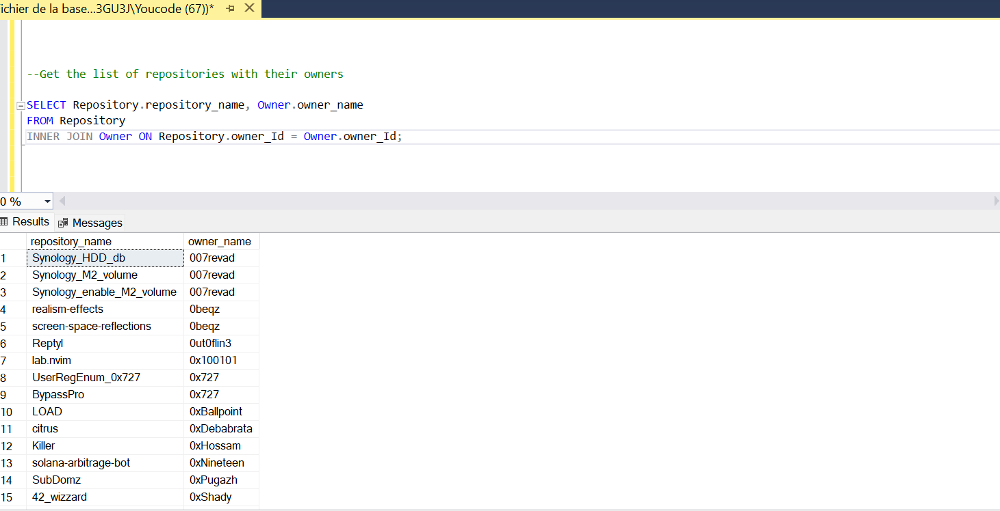 ichier de la base...3GU3J\Youcode (67))*
--Get the list of repositories with their owners
SELECT Repository.repository_name, Owner.owner_name
FROM Repository
INNER JOIN Owner ON Repository.owner_Id = Owner.owner_Id;
0 %
Results Messages
repository_name owner_name
1 Synology_HDD_db 007revad
2 Synology_M2_volume 007revad
3 Synology_enable_M2_volume 007revad
4 realism-effects 0beqz
5 screen-space-reflections 0beqz
6 Reptyl 0ut0flin3
7 lab.nvim 0x100101
8 UserRegEnum_0x727 0x727
9 BypassPro 0x727
10 LOAD 0xBallpoint
11 citrus 0xDebabrata
12 Killer 0xHossam
13 solana-arbitrage-bot 0xNineteen
14 SubDomz 0xPugazh
15 42_wizzard 0xShady